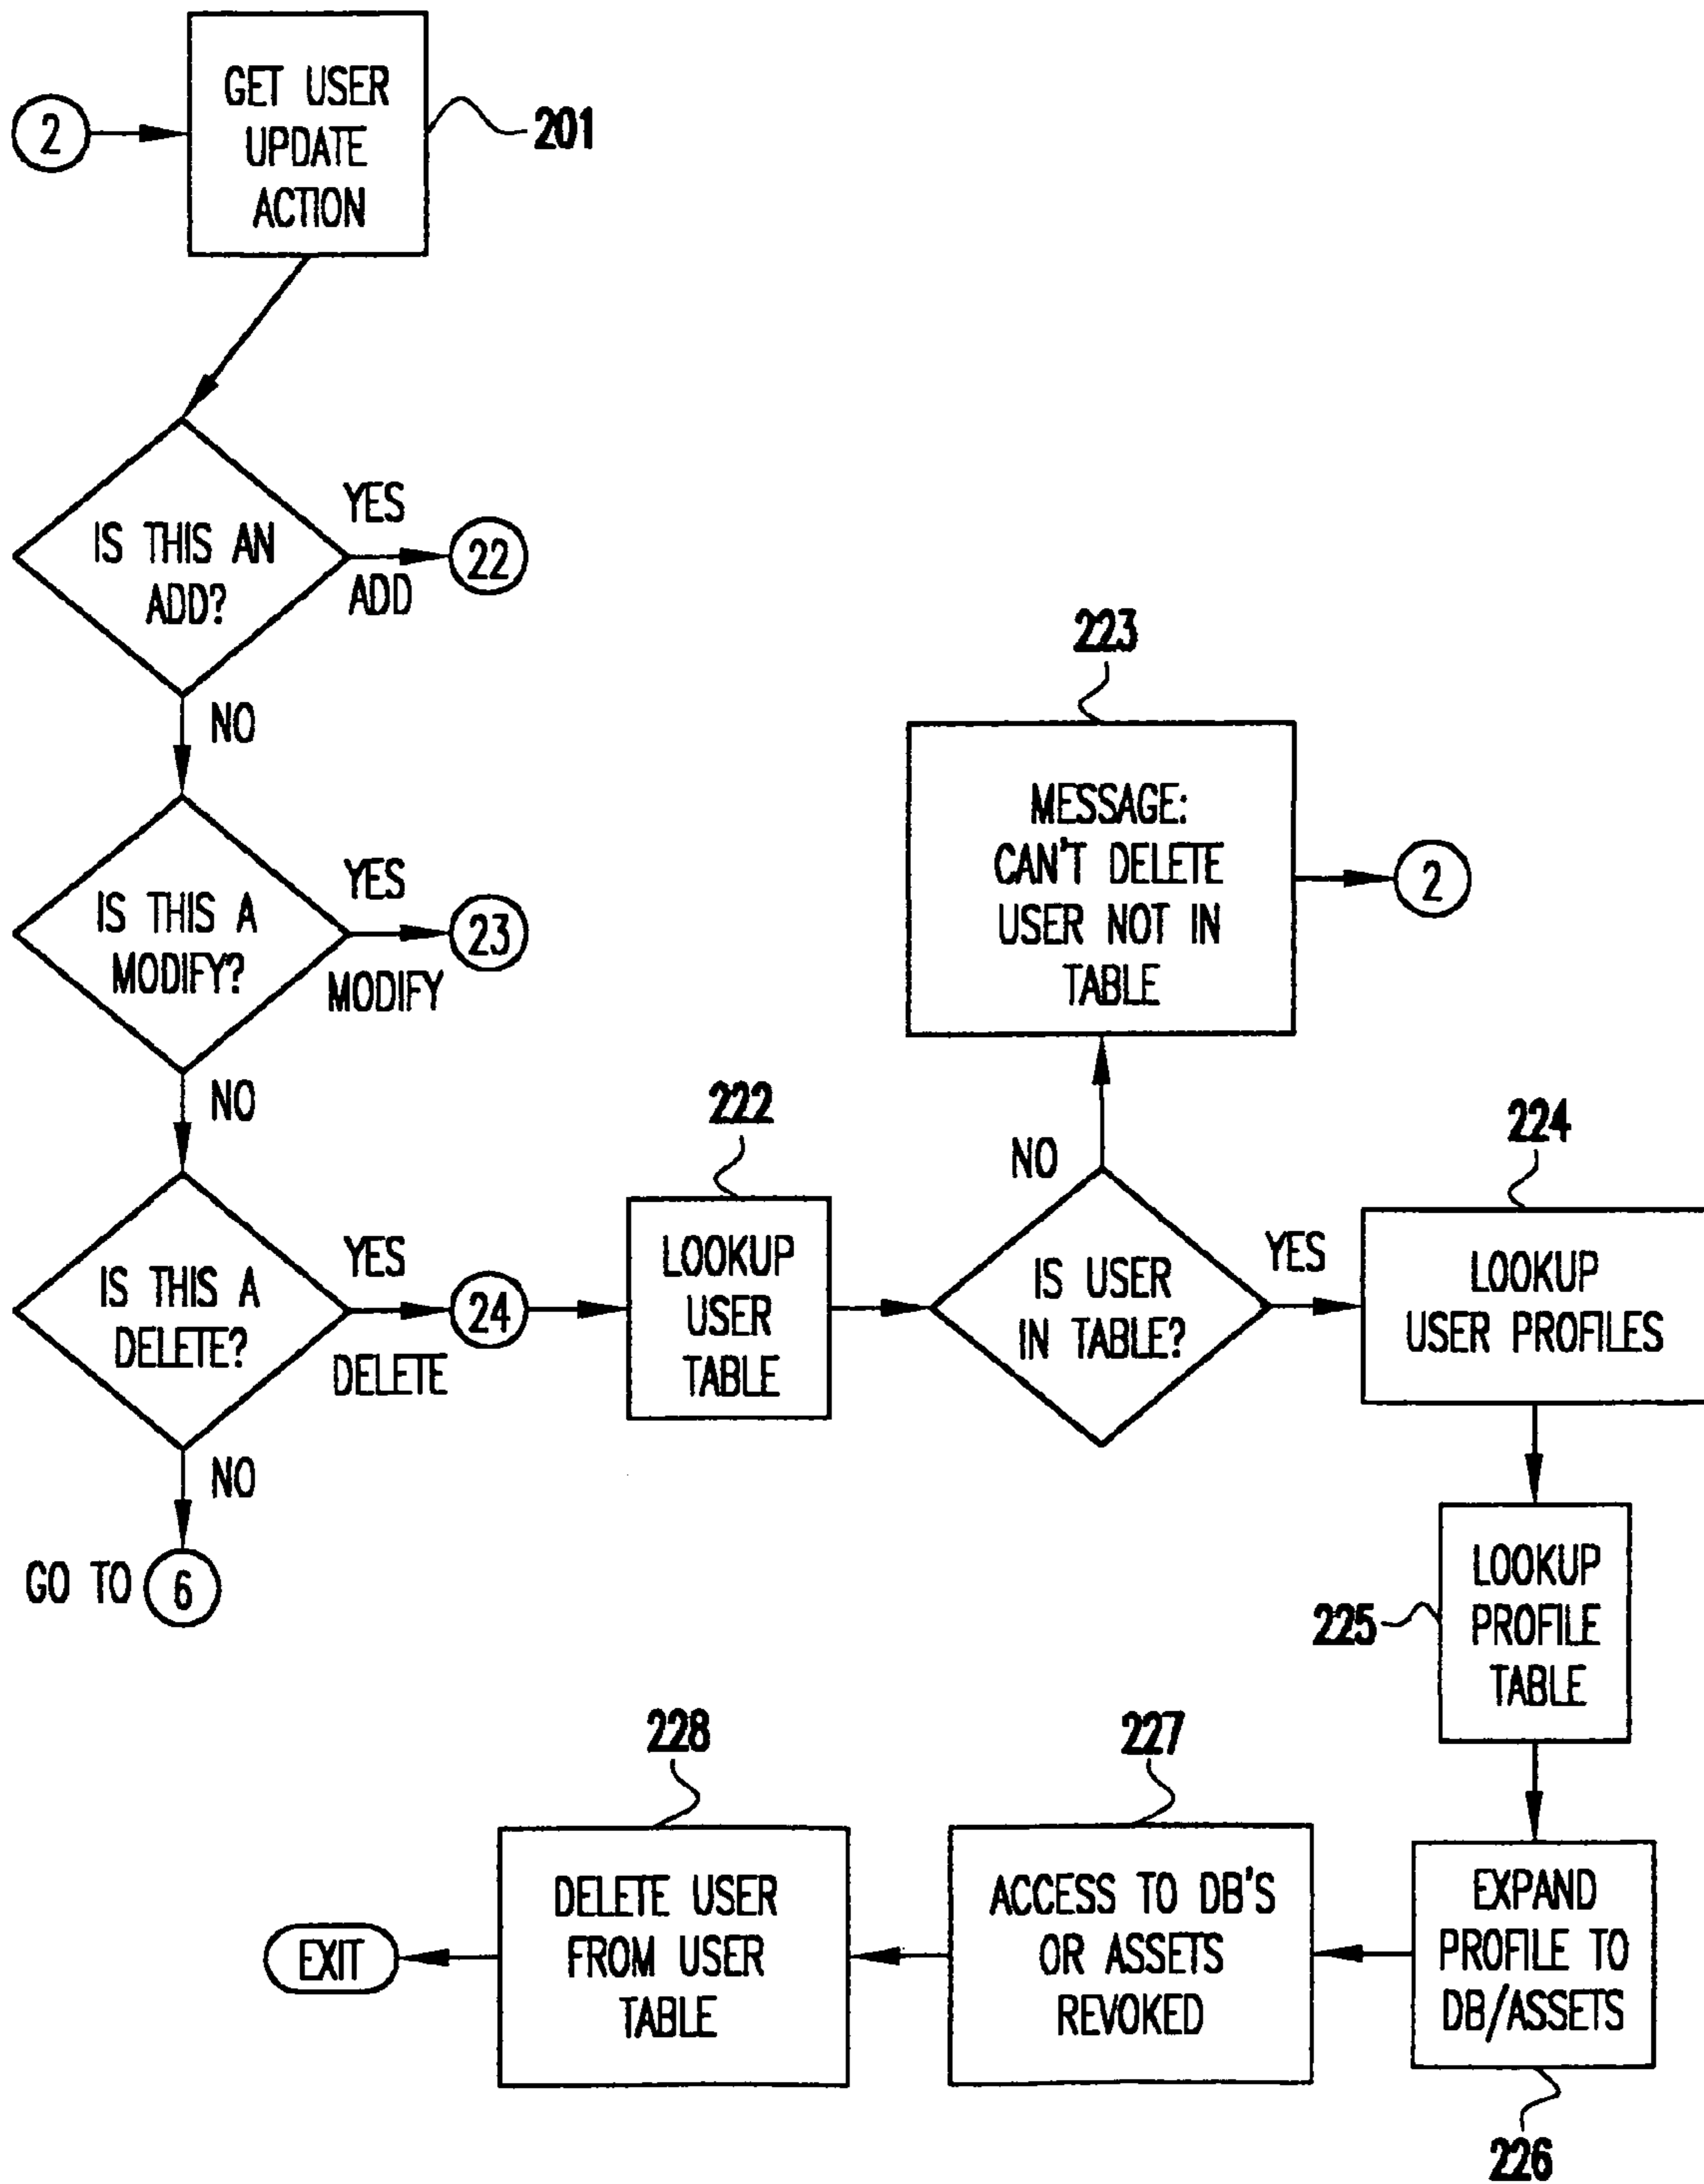 2
GET USER
UPDATE
ACTION
201
IS THIS AN
ADD?
YES
ADD
22
NO
IS THIS A
MODIFY?
YES
MODIFY
23
NO
IS THIS A
DELETE?
YES
DELETE
24
NO
GO TO 6
222
LOOKUP
USER
TABLE
IS USER
IN TABLE?
NO
223
MESSAGE:
CAN'T DELETE
USER NOT IN
TABLE
2
YES
224
LOOKUP
USER PROFILES
225
LOOKUP
PROFILE
TABLE
EXPAND
PROFILE TO
DB/ASSETS
226
227
ACCESS TO DB'S
OR ASSETS
REVOKED
228
DELETE USER
FROM USER
TABLE
EXIT